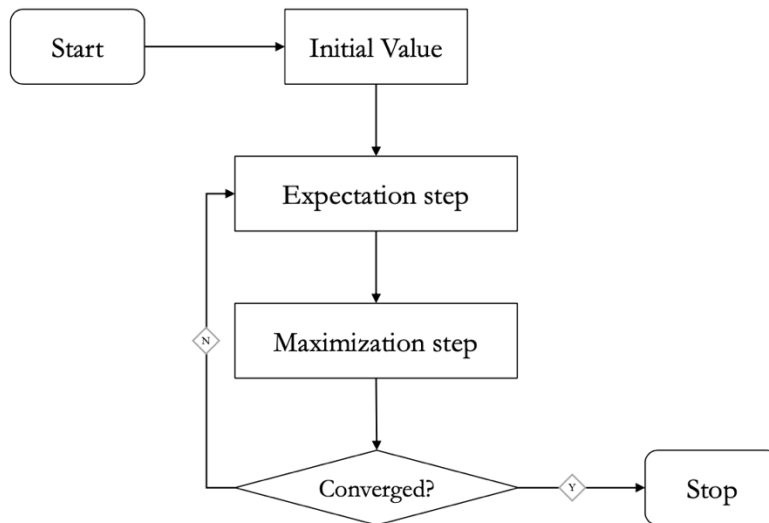 Start
Initial Value
Expectation step
Maximization step
N
Converged?
Y
Stop